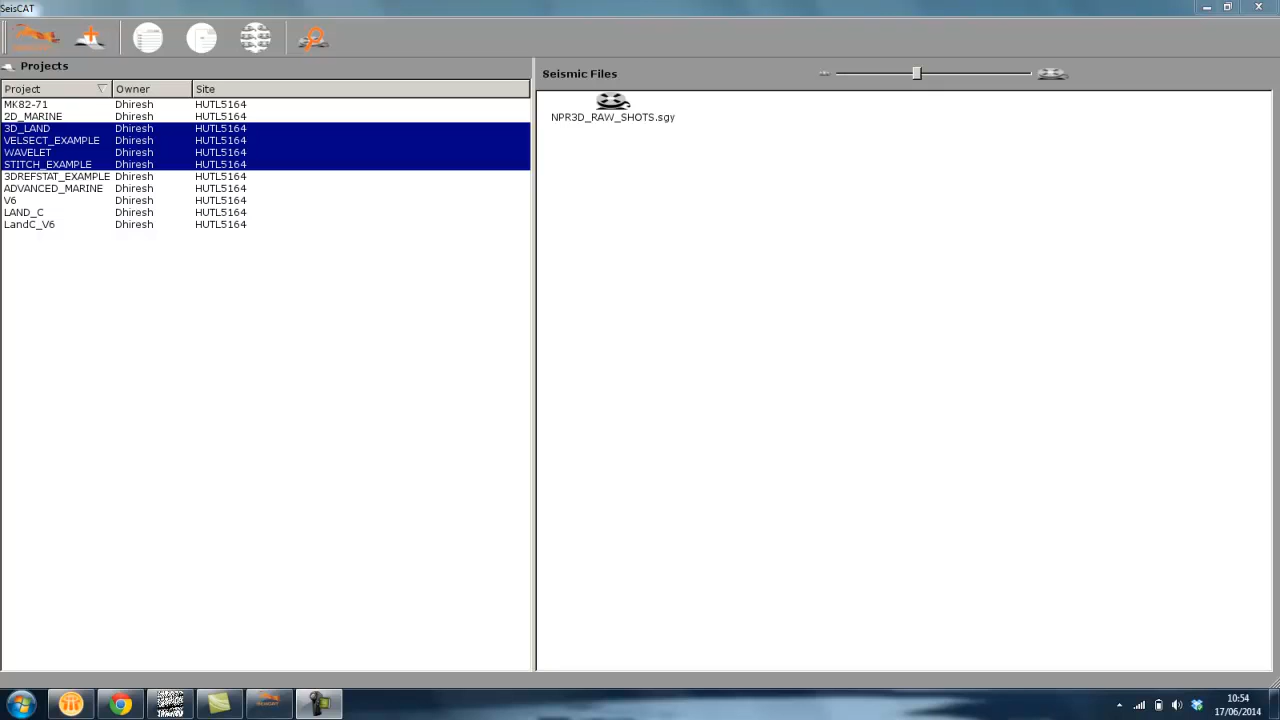 SeisCAT
Projects
Seismic Files
Project Owner Site
MK82-71 Dhiresh HUTL5164
2D_MARINE Dhiresh HUTL5164
3D_LAND Dhiresh HUTL5164
VELSECT_EXAMPLE Dhiresh HUTL5164
WAVELET Dhiresh HUTL5164
STITCH_EXAMPLE Dhiresh HUTL5164
3DREFSTAT_EXAMPLE Dhiresh HUTL5164
ADVANCED_MARINE Dhiresh HUTL5164
V6 Dhiresh HUTL5164
LAND_C Dhiresh HUTL5164
LandC_V6 Dhiresh HUTL5164
NPR3D_RAW_SHOTS.sgy
10:54
17/06/2014